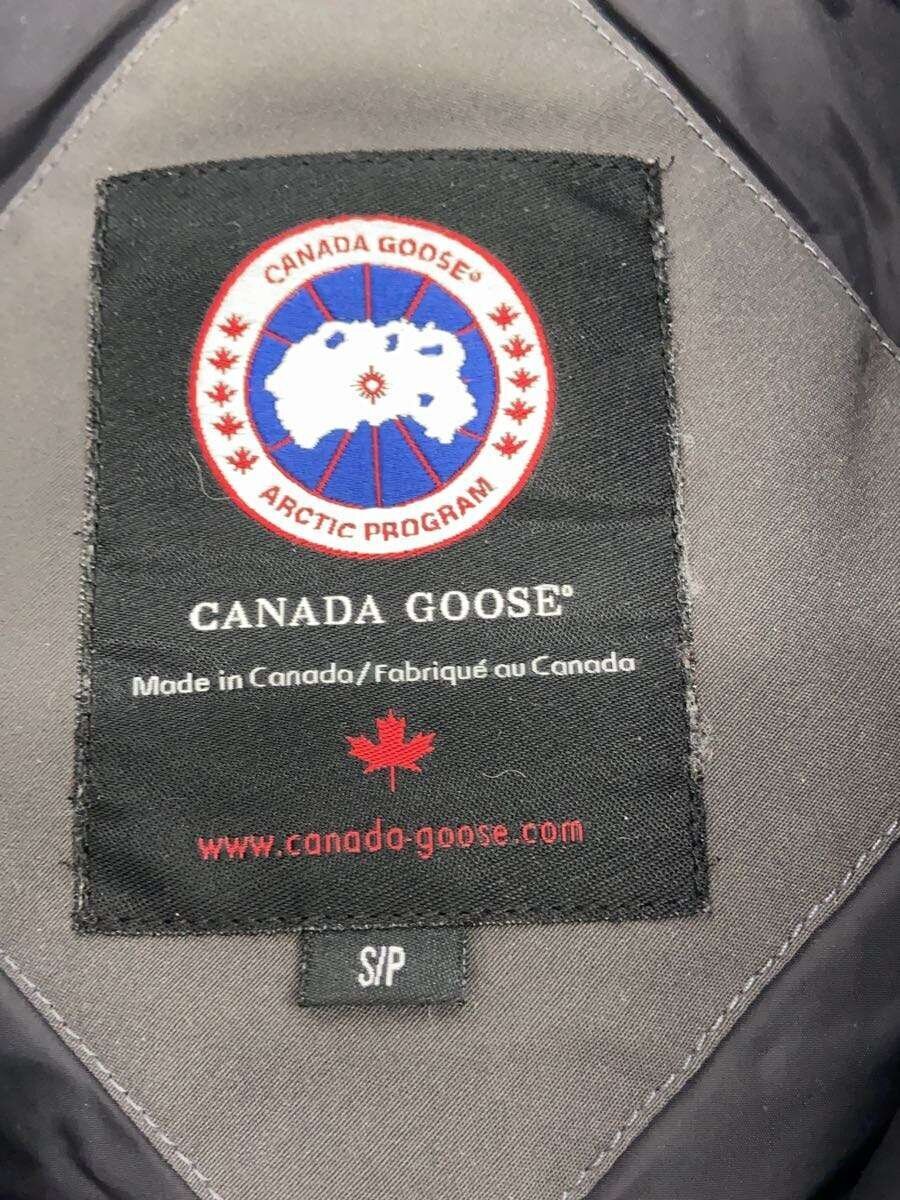 CANADA GOOSE®
ARCTIC PROGRAM
CANADA GOOSE®
Made in Canada/Fabriqué au Canada
www.canada-goose.com
S/P